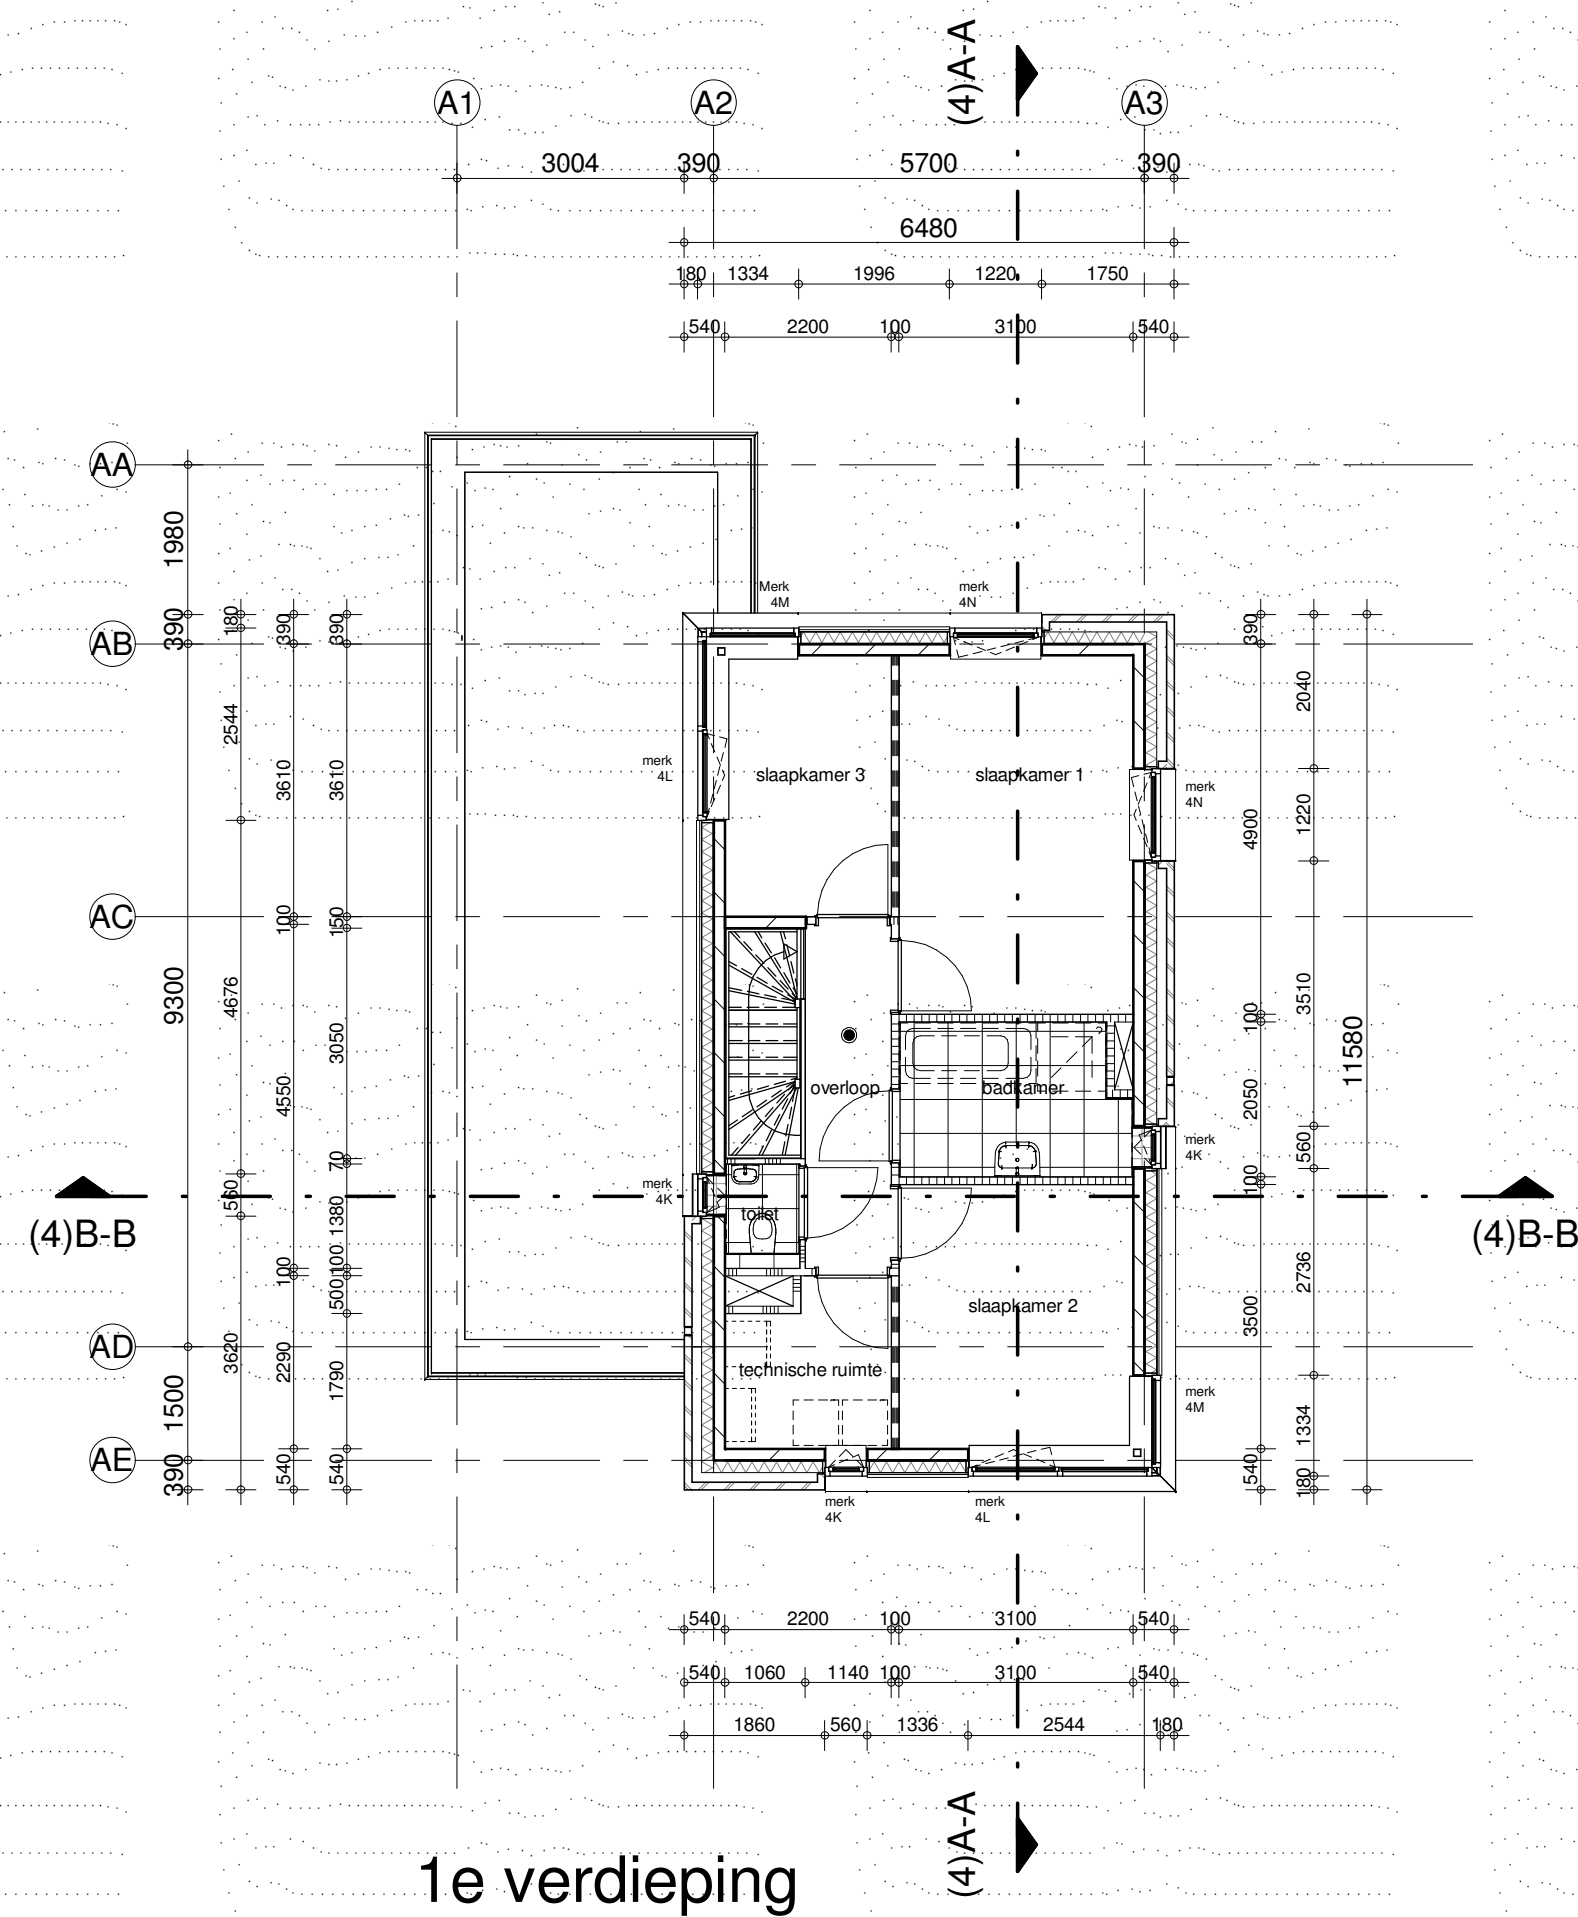 (4)A-A
A1
A2
A3
3004
390
5700
390
6480
180
1334
1996
1220
1750
540
2200
100
3100
540
AA
1980
Merk
4M
merk
4N
390
180
390
390
390
AB
2544
3610
3610
2040
merk
4L
slaapkamer 3
slaapkamer 1
merk
4N
4900
1220
AC
100
150
9300
4676
4550
3050
100
3510
11580
overloop
badkamer
2050
merk
4K
560
70
merk
4K
560
1380
100
(4)B-B
toilet
(4)B-B
100
100
500
slaapkamer 2
3500
2736
AD
1500
3620
2290
1790
technische ruimte
merk
4M
1334
AE
390
540
540
540
180
merk
4K
merk
4L
540
2200
100
3100
540
540
1060
1140
100
3100
540
1860
560
1336
2544
180
(4)A-A
1e verdieping